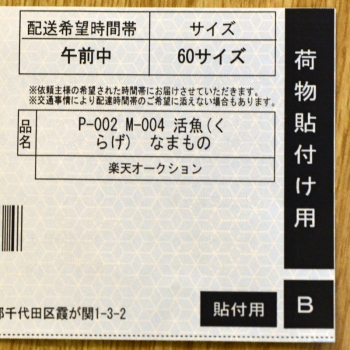 配送希望時間帯 サイズ
午前中 60サイズ
※依頼主様の希望された時間帯にお届けさせていただきます。
※交通事情により配達時間帯のご希望に添えない場合もあります。
品名 P-002 M-004 活魚(く
らげ) なまもの
楽天オークション
荷物貼付け用
部千代田区霞が関1-3-2
貼付用
B